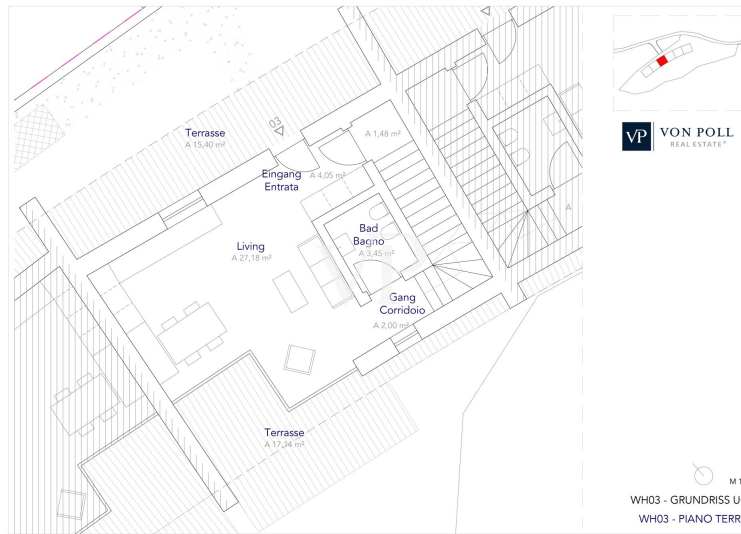 03
Terrasse
A 15,40 m²
A 1,48 m²
Eingang
Entrata
A 4,05 m²
Bad
Bagno
A 3,45 m²
Living
A 27,18 m²
Gang
Corridoio
A 2,00 m²
Terrasse
A 17,14 m²
A
VP VON POLL
REAL ESTATE®
M 1
WH03 - GRUNDRISS U
WH03 - PIANO TERR